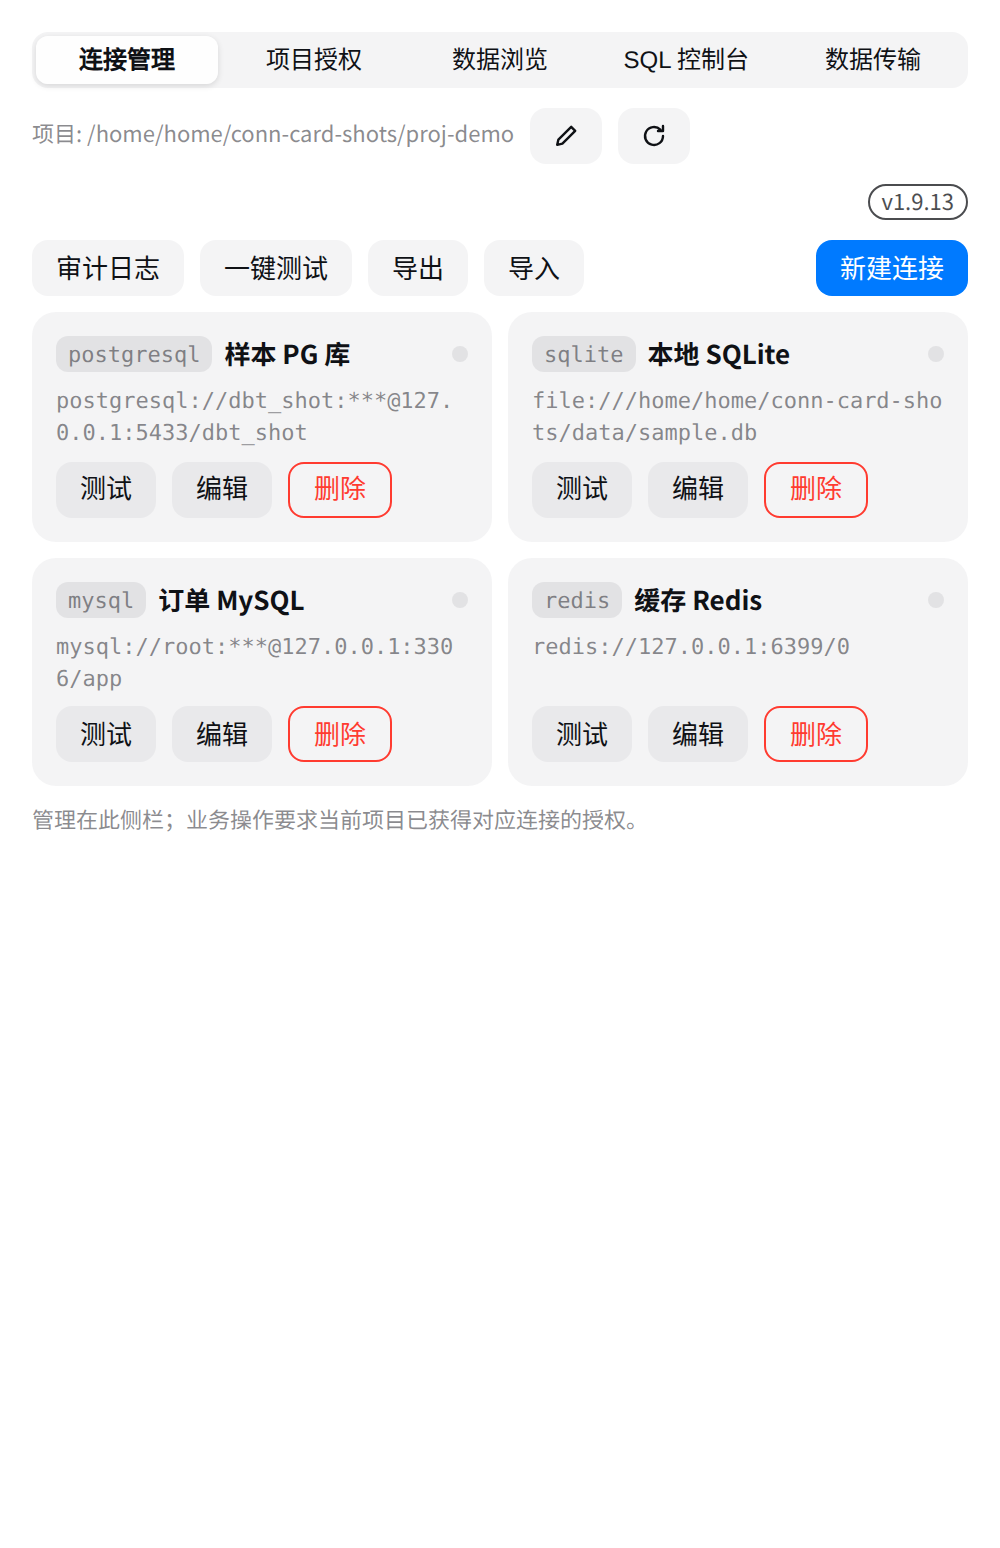 连接管理 项目授权 数据浏览 SQL 控制台 数据传输
项目: /home/home/conn-card-shots/proj-demo
v1.9.13
审计日志 一键测试 导出 导入 新建连接
postgresql 样本 PG 库
postgresql://dbt_shot:***@127.
0.0.1:5433/dbt_shot
测试 编辑 删除
sqlite 本地 SQLite
file:///home/home/conn-card-sho
ts/data/sample.db
测试 编辑 删除
mysql 订单 MySQL
mysql://root:***@127.0.0.1:330
6/app
测试 编辑 删除
redis 缓存 Redis
redis://127.0.0.1:6399/0
测试 编辑 删除
管理在此侧栏；业务操作要求当前项目已获得对应连接的授权。